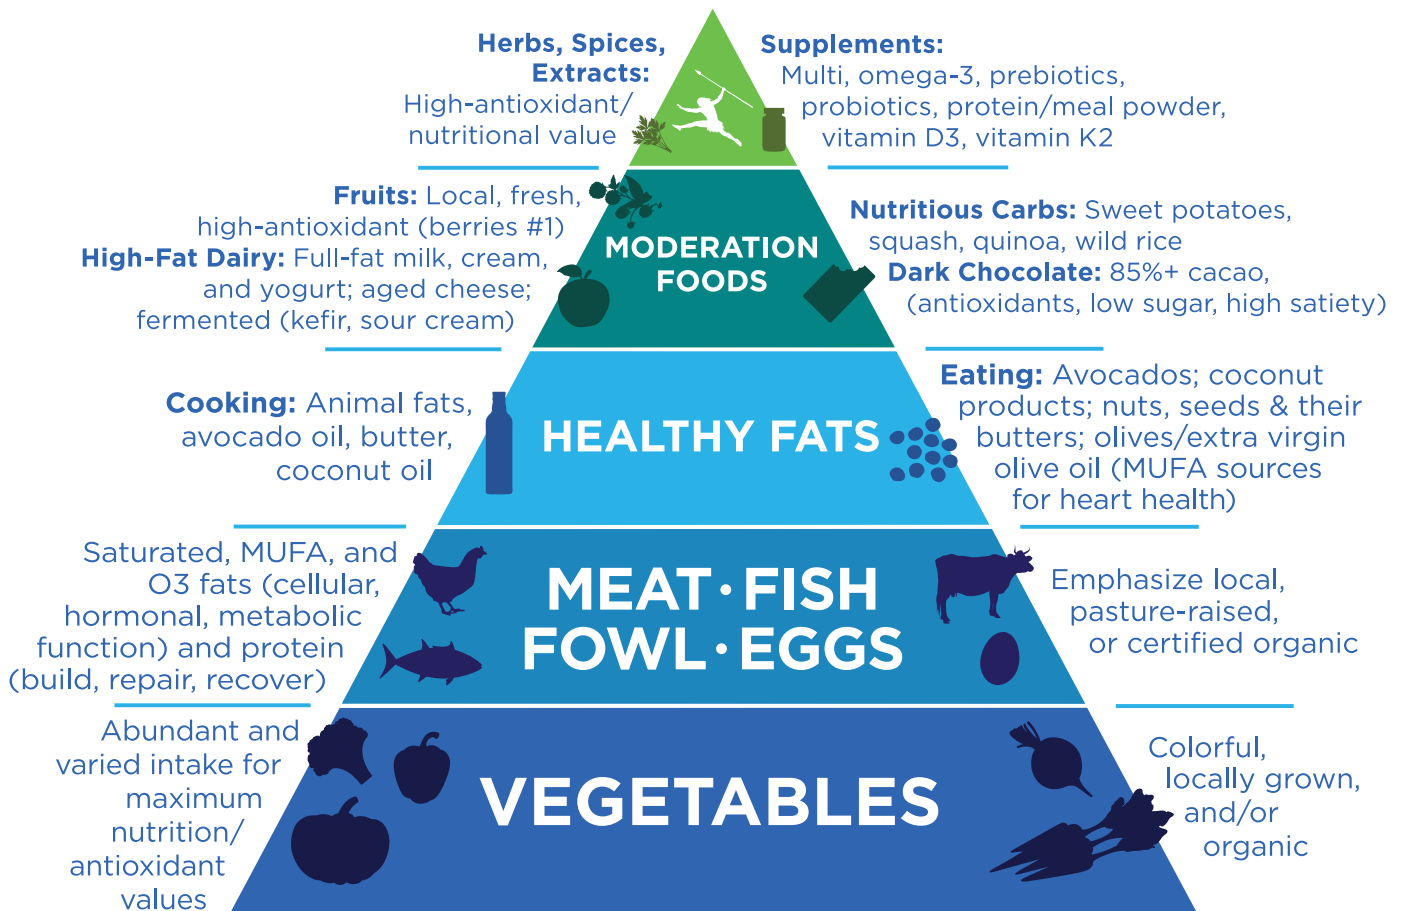 Herbs, Spices,
Extracts:
High-antioxidant/
nutritional value
Supplements:
Multi, omega-3, prebiotics,
probiotics, protein/meal powder,
vitamin D3, vitamin K2
Fruits: Local, fresh,
high-antioxidant (berries #1)
High-Fat Dairy: Full-fat milk, cream,
and yogurt; aged cheese;
fermented (kefir, sour cream)
MODERATION
FOODS
Nutritious Carbs: Sweet potatoes,
squash, quinoa, wild rice
Dark Chocolate: 85%+ cacao,
(antioxidants, low sugar, high satiety)
Cooking: Animal fats,
avocado oil, butter,
coconut oil
HEALTHY FATS
Eating: Avocados; coconut
products; nuts, seeds & their
butters; olives/extra virgin
olive oil (MUFA sources
for heart health)
Saturated, MUFA, and
O3 fats (cellular,
hormonal, metabolic
function) and protein
(build, repair, recover)
MEAT · FISH
FOWL · EGGS
Emphasize local,
pasture-raised,
or certified organic
Abundant and
varied intake for
maximum
nutrition/
antioxidant
values
VEGETABLES
Colorful,
locally grown,
and/or
organic